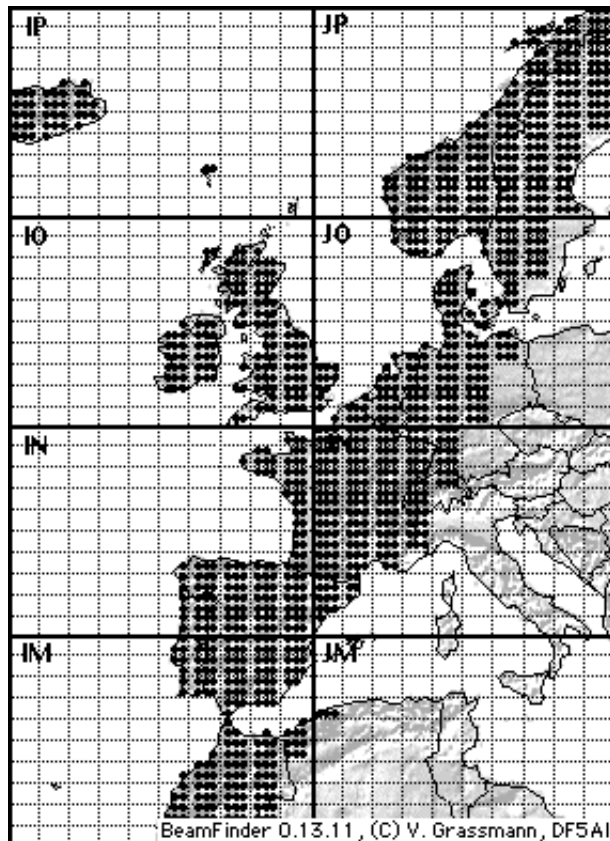 IP JP
IO JO
IN
IM JM
BeamFinder 0.13.11, (C) V. Grassmann, DF5AI